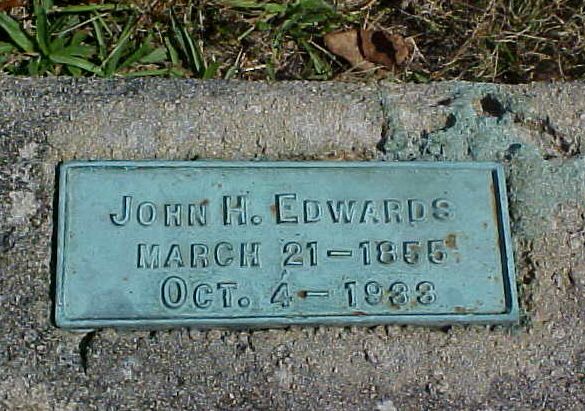 John H. Edwards
March 21-1855
Oct. 4-1933